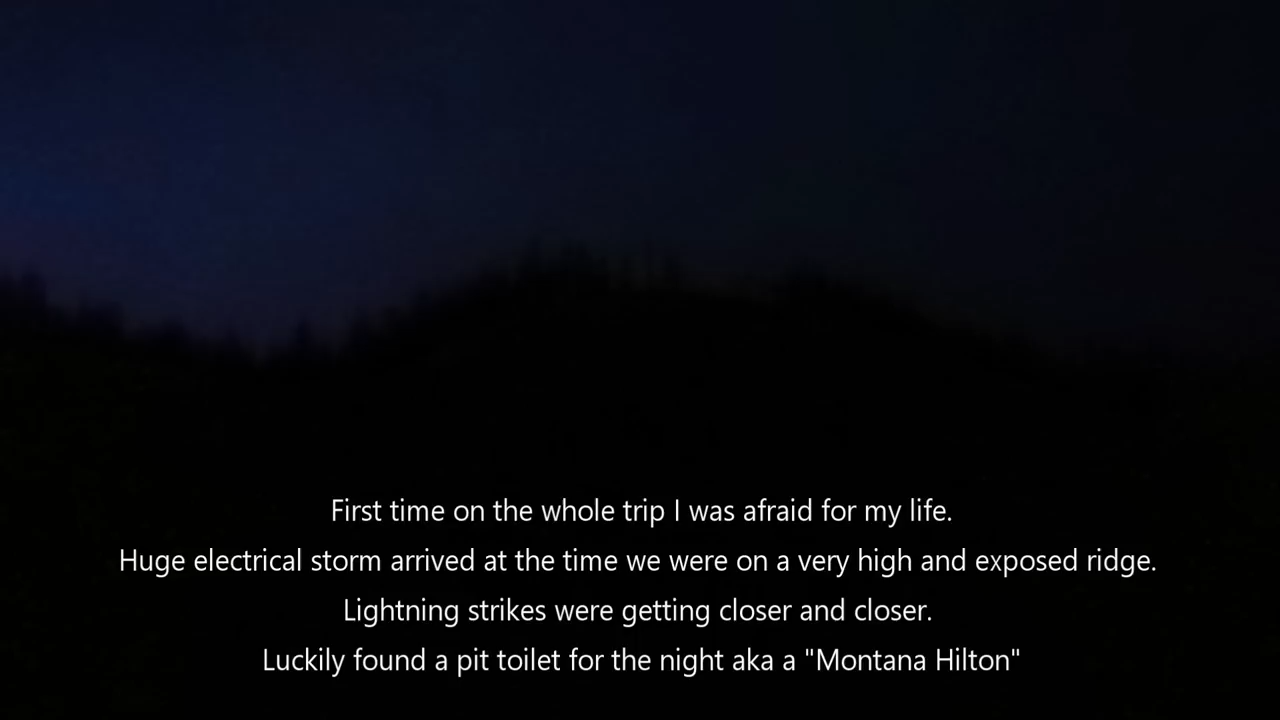 First time on the whole trip I was afraid for my life.
Huge electrical storm arrived at the time we were on a very high and exposed ridge.
Lightning strikes were getting closer and closer.
Luckily found a pit toilet for the night aka a "Montana Hilton"